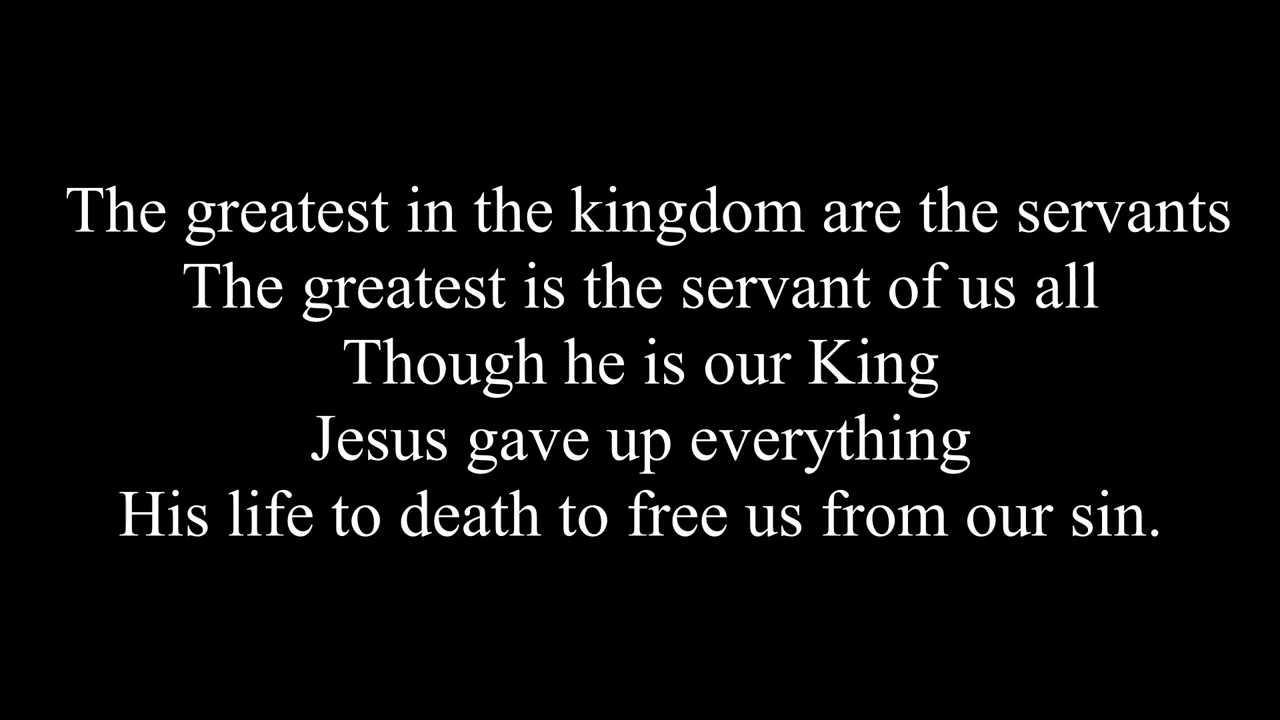 The greatest in the kingdom are the servants
The greatest is the servant of us all
Though he is our King
Jesus gave up everything
His life to death to free us from our sin.